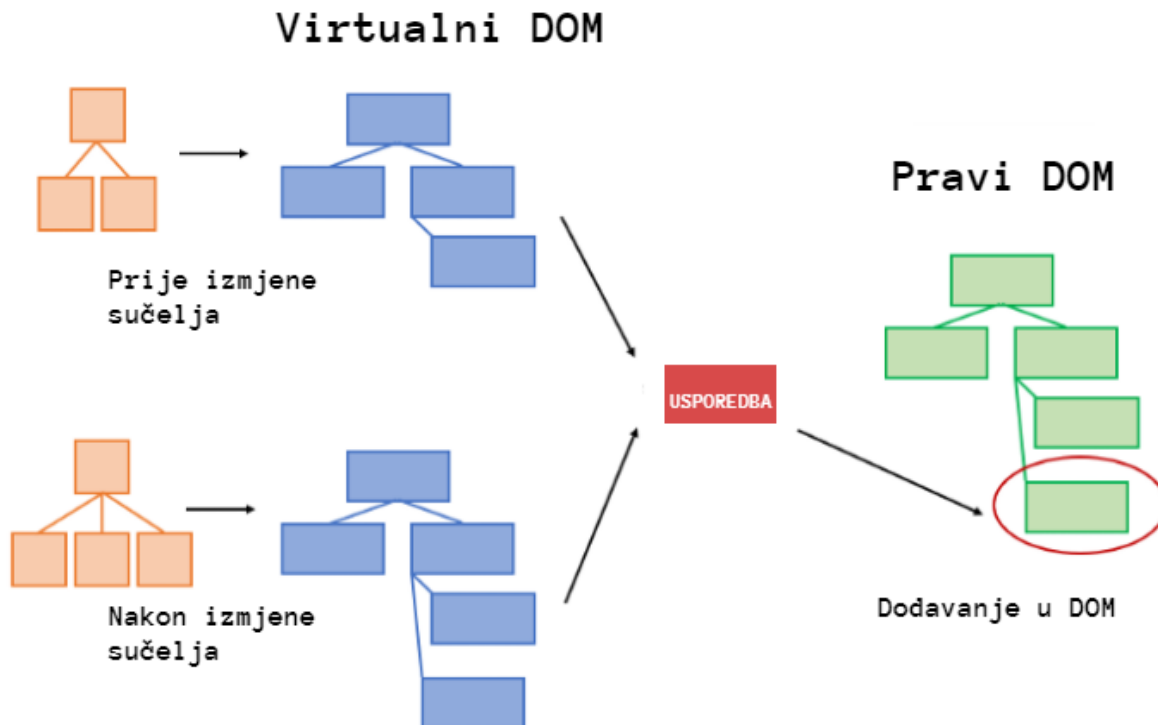 Virtualni DOM
Prije izmjene
sučelja
Pravi DOM
USPOREDBA
Nakon izmjene
sučelja
Dodavanje u DOM